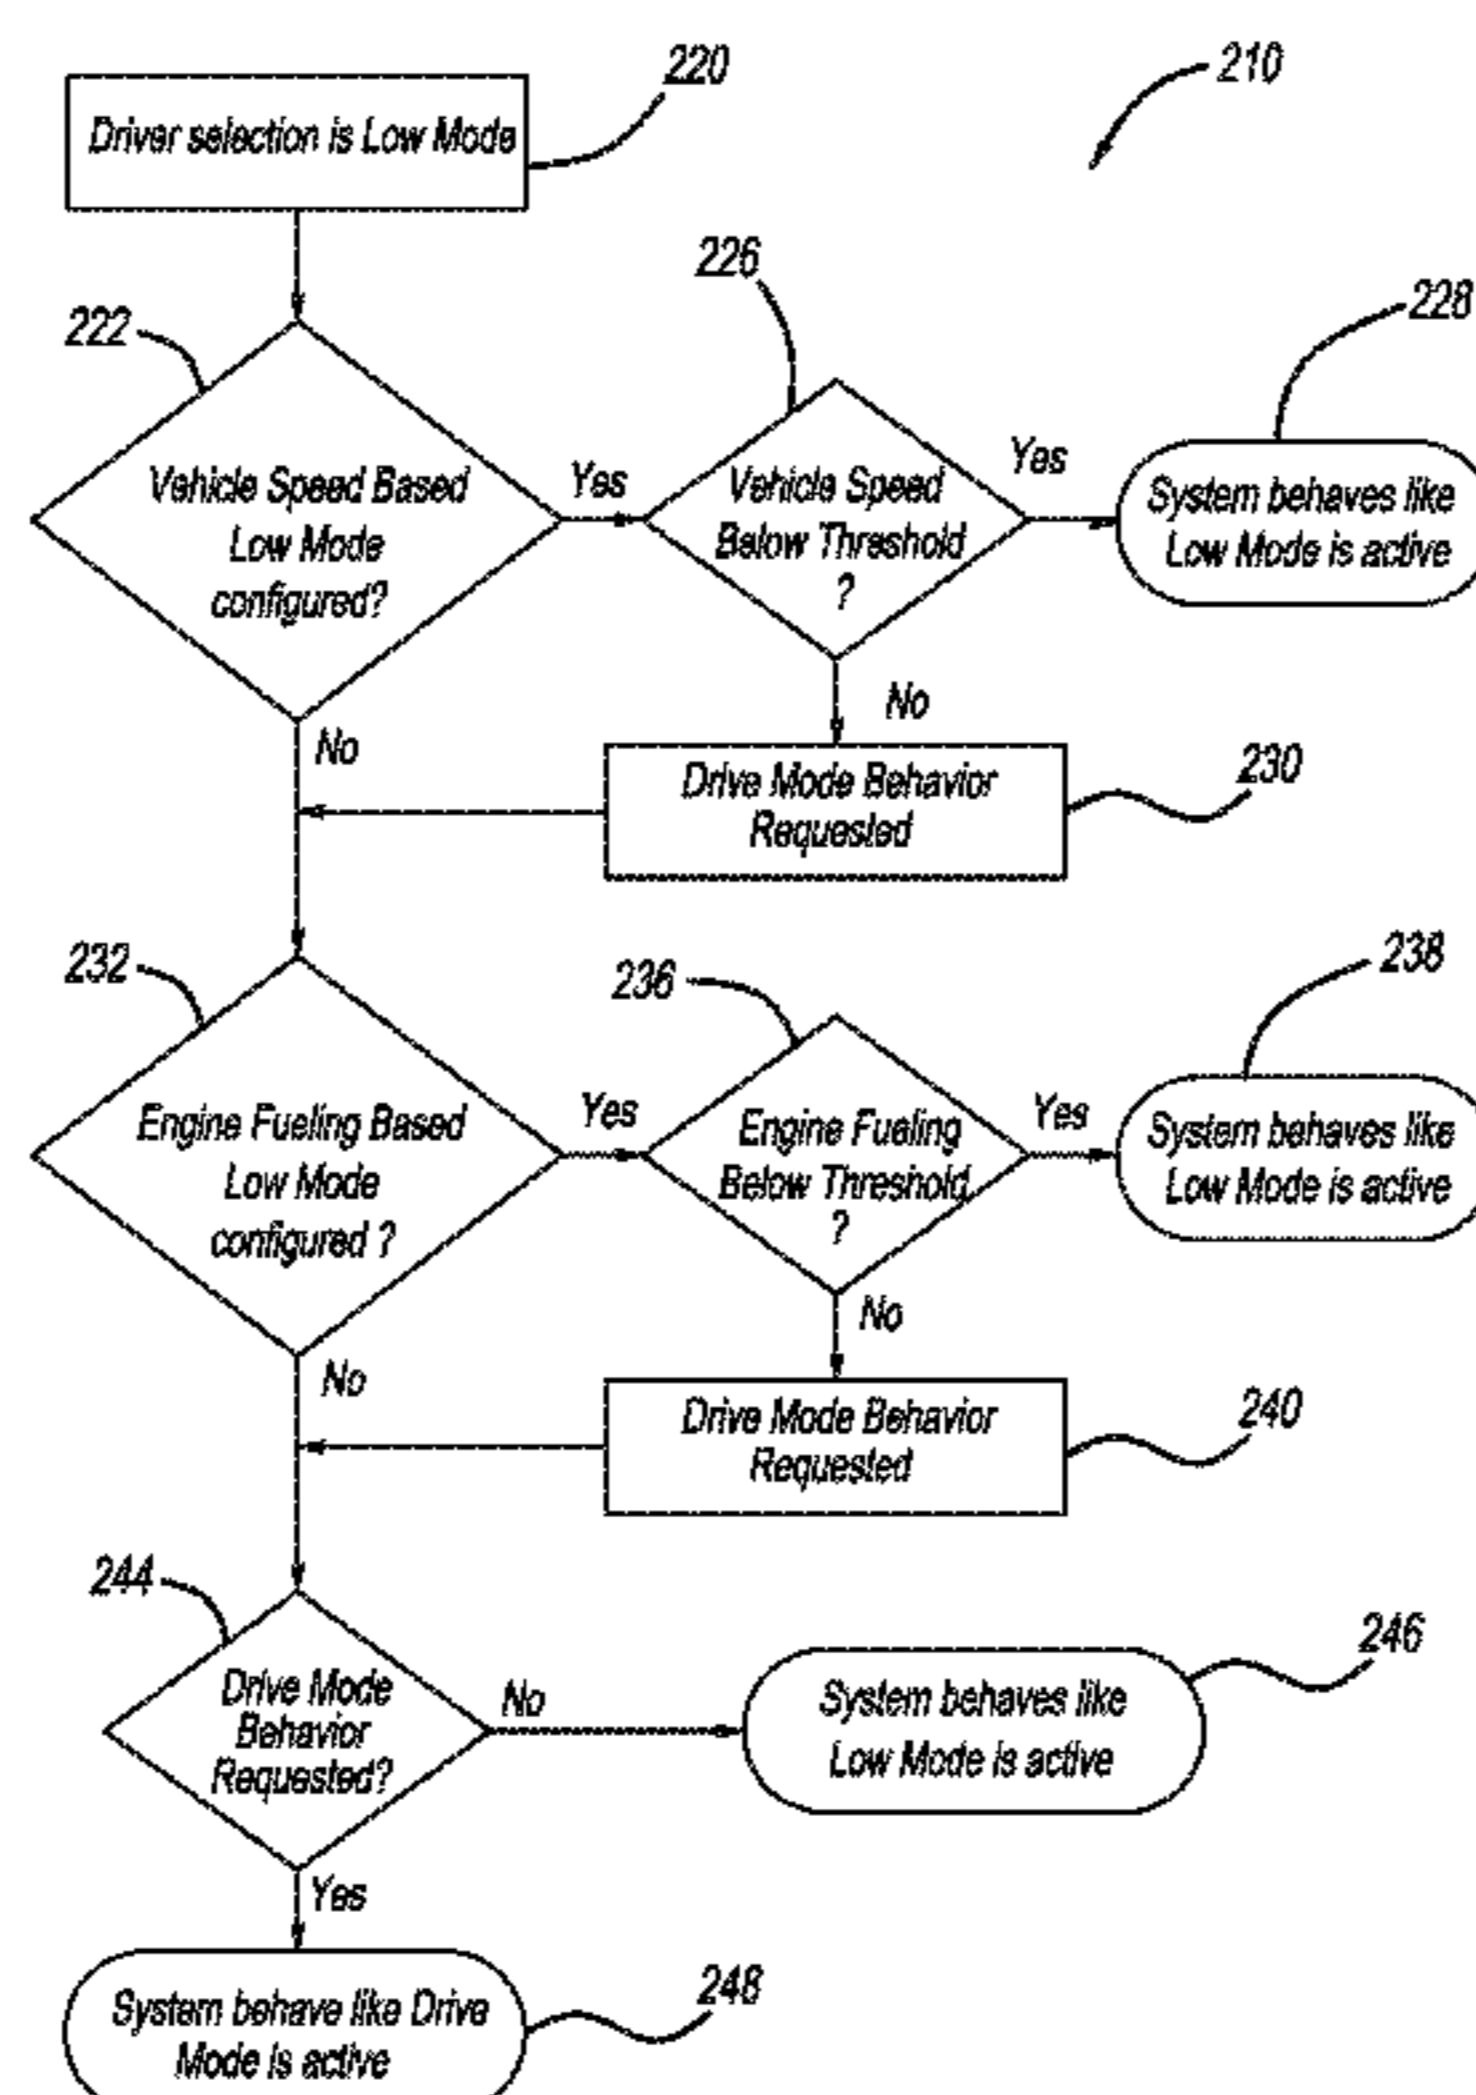 220
210
Driver selection is Low Mode
226
228
222
Vehicle Speed Based
Low Mode
configured?
Yes
Vehicle Speed
Below Threshold
?
Yes
System behaves like
Low Mode is active
No
No
Drive Mode Behavior
Requested
230
232
236
238
Engine Fueling Based
Low Mode
configured ?
Yes
Engine Fueling
Below Threshold
?
Yes
System behaves like
Low Mode is active
No
No
Drive Mode Behavior
Requested
240
244
246
Drive Mode
Behavior
Requested?
No
System behaves like
Low Mode is active
Yes
System behave like Drive
Mode is active
248